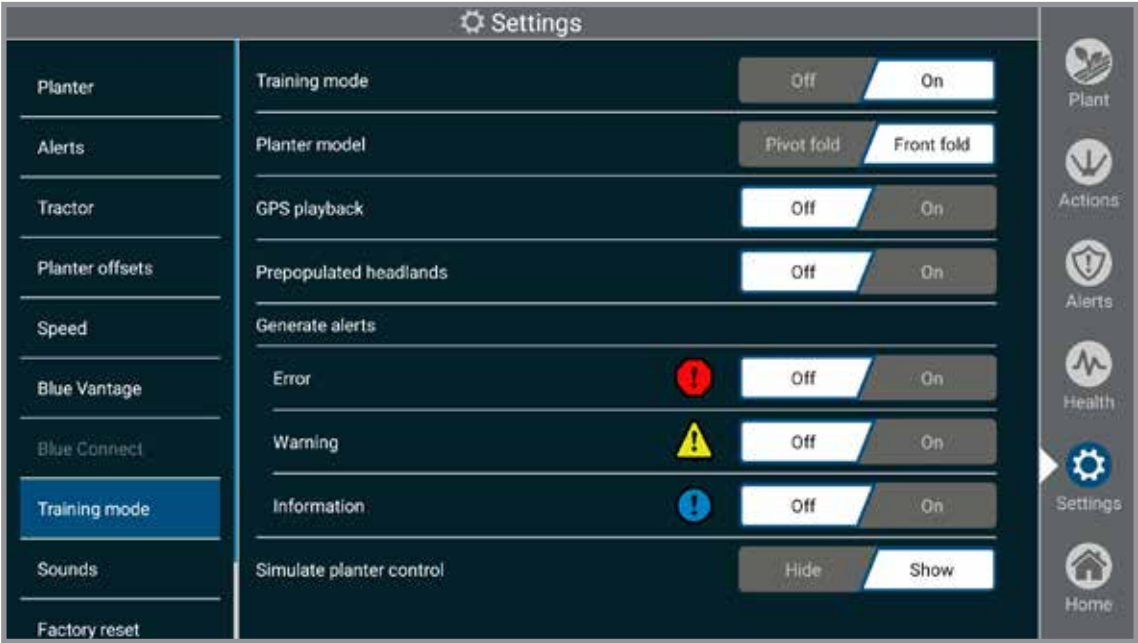 Settings
Planter
Alerts
Tractor
Planter offsets
Speed
Blue Vantage
Blue Connect
Training mode
Sounds
Factory reset
Training mode Off On
Planter model Pivot fold Front fold
GPS playback Off On
Prepopulated headlands Off On
Generate alerts
Error ! Off On
Warning ! Off On
Information ! Off On
Simulate planter control Hide Show
Plant
Actions
Alerts
Health
Settings
Home